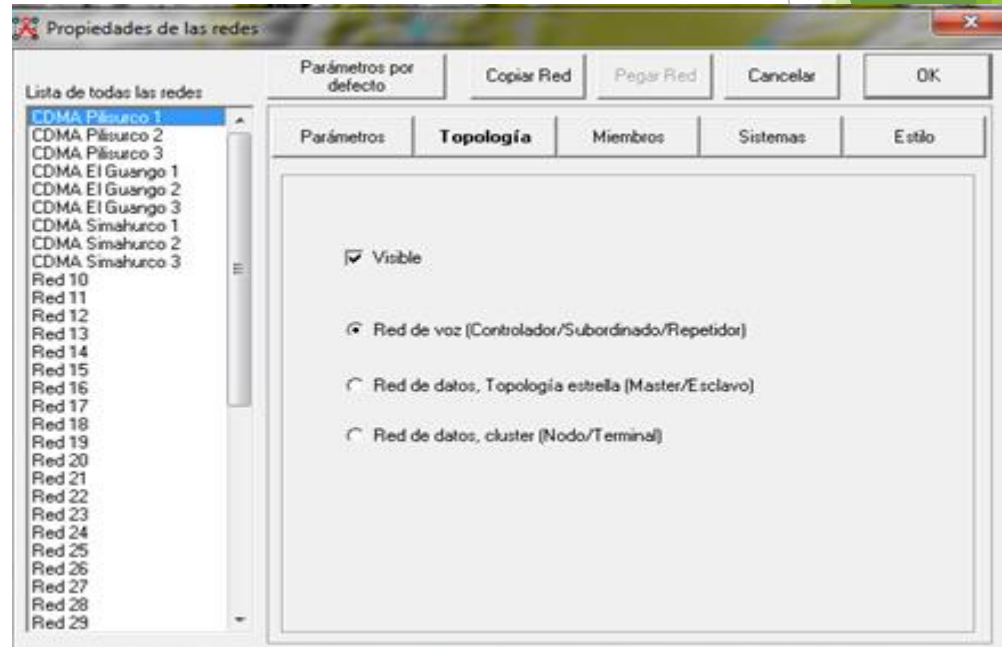 Propiedades de las redes
Lista de todas las redes
CDMA Pilisurco 1
CDMA Pilisurco 2
CDMA Pilisurco 3
CDMA El Guango 1
CDMA El Guango 2
CDMA El Guango 3
CDMA Simahurco 1
CDMA Simahurco 2
CDMA Simahurco 3
Red 10
Red 11
Red 12
Red 13
Red 14
Red 15
Red 16
Red 17
Red 18
Red 19
Red 20
Red 21
Red 22
Red 23
Red 24
Red 25
Red 26
Red 27
Red 28
Red 29
Parámetros por
defecto
Copiar Red
Pegar Red
Cancelar
OK
Parámetros
Topología
Miembros
Sistemas
Estilo
Visible
Red de voz (Controlador/Subordinado/Repetidor)
Red de datos, Topología estrella (Master/Esclavo)
Red de datos, cluster (Nodo/Terminal)